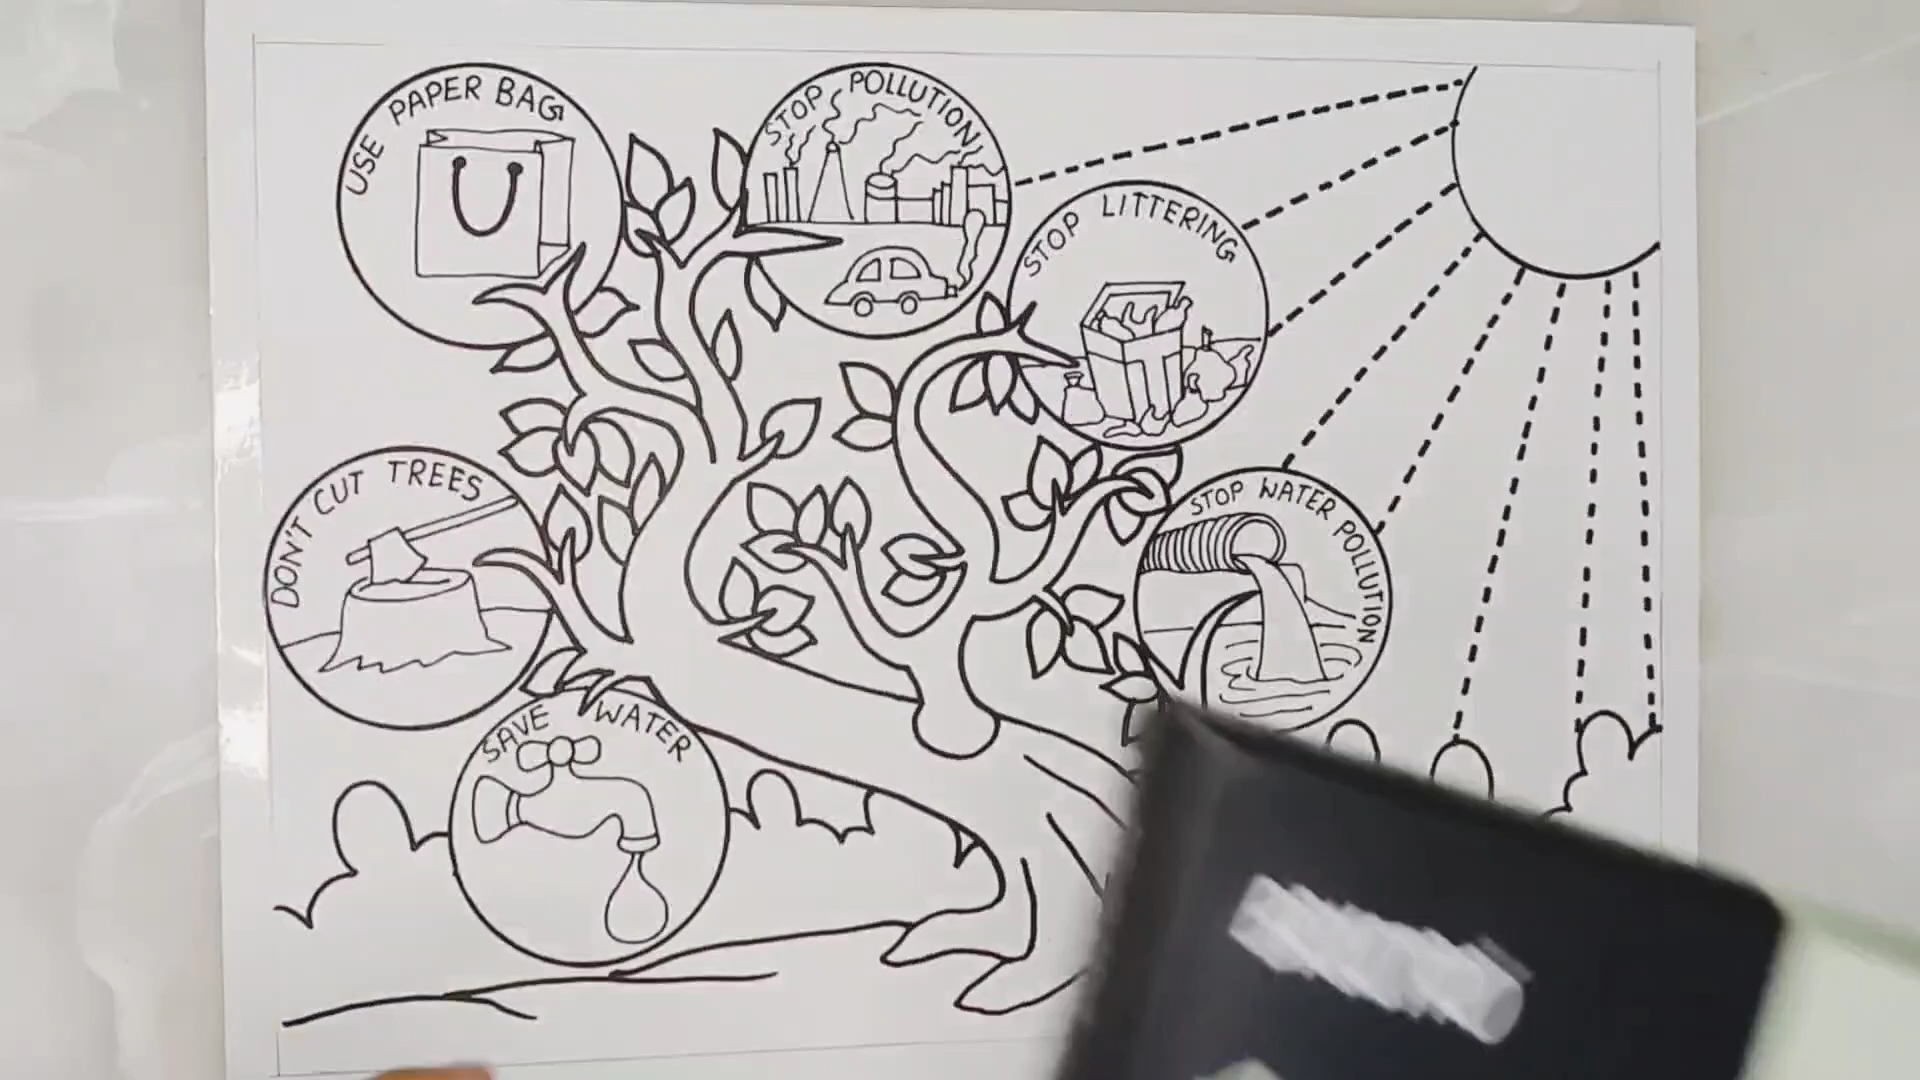 USE PAPER BAG
STOP POLLUTION
STOP LITTERING
DON'T CUT TREES
STOP WATER POLLUTION
SAVE WATER